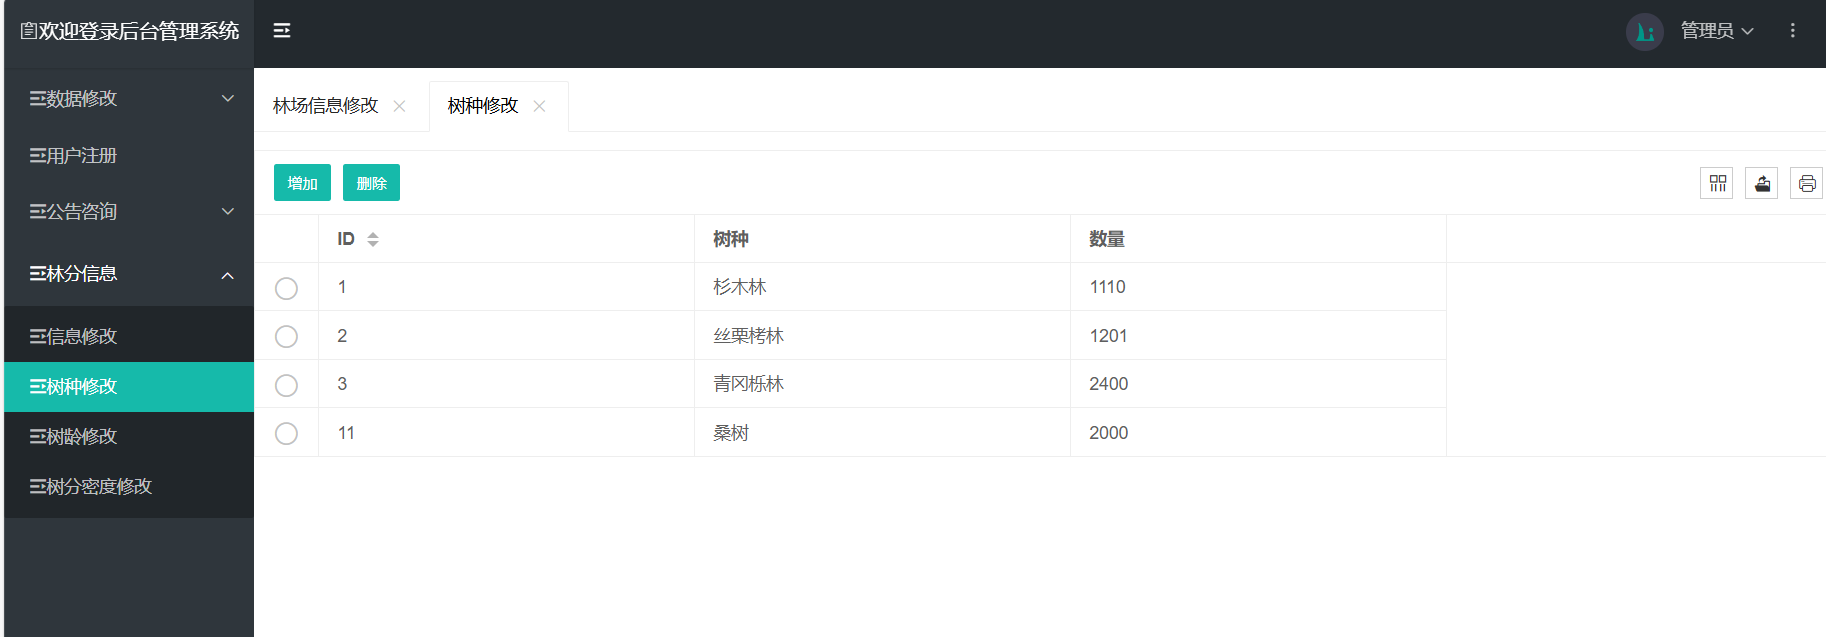 欢迎登录后台管理系统
管理员
数据修改
用户注册
公告咨询
林分信息
信息修改
树种修改
树龄修改
树分密度修改
林场信息修改 树种修改
增加 删除
ID 树种 数量
1 杉木林 1110
2 丝栗栲林 1201
3 青冈栎林 2400
11 桑树 2000